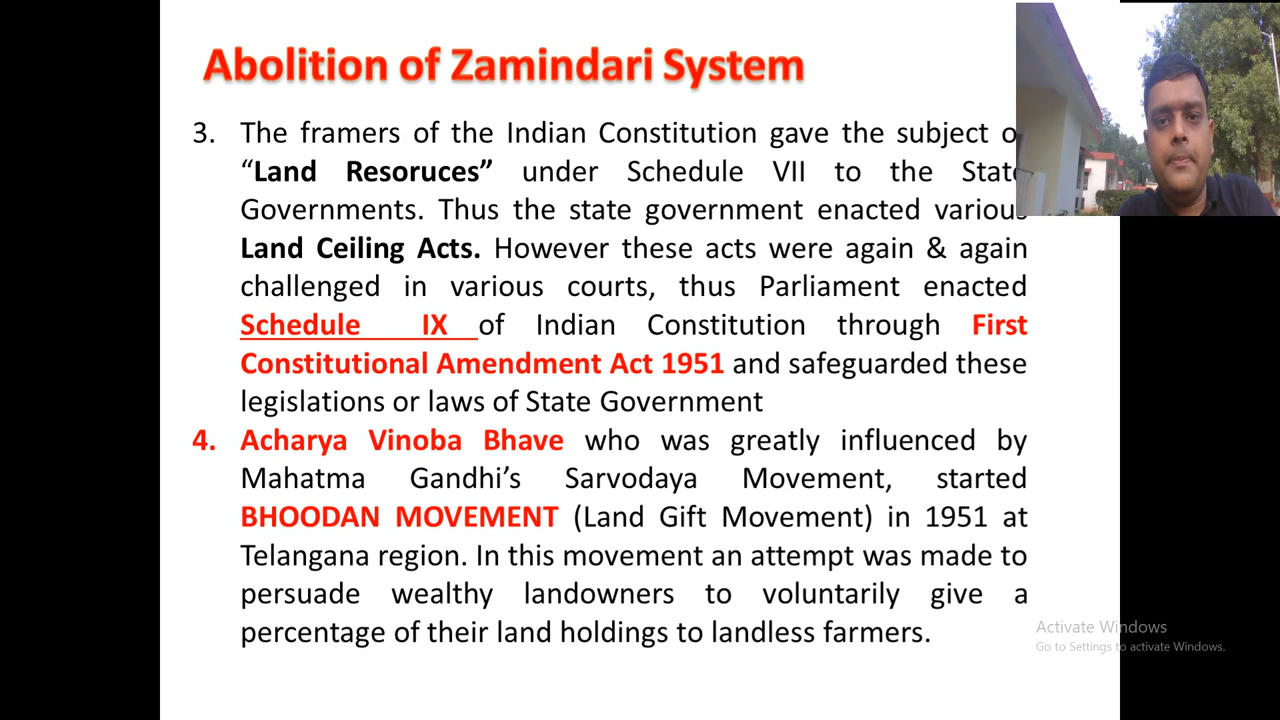 Abolition of Zamindari System
3. The framers of the Indian Constitution gave the subject o
“Land Resoruces” under Schedule VII to the State
Governments. Thus the state government enacted various
Land Ceiling Acts. However these acts were again & again
challenged in various courts, thus Parliament enacted
Schedule IX of Indian Constitution through First
Constitutional Amendment Act 1951 and safeguarded these
legislations or laws of State Government
4. Acharya Vinoba Bhave who was greatly influenced by
Mahatma Gandhi’s Sarvodaya Movement, started
BHOODAN MOVEMENT (Land Gift Movement) in 1951 at
Telangana region. In this movement an attempt was made to
persuade wealthy landowners to voluntarily give a
percentage of their land holdings to landless farmers.
Activate Windows
Go to Settings to activate Windows.